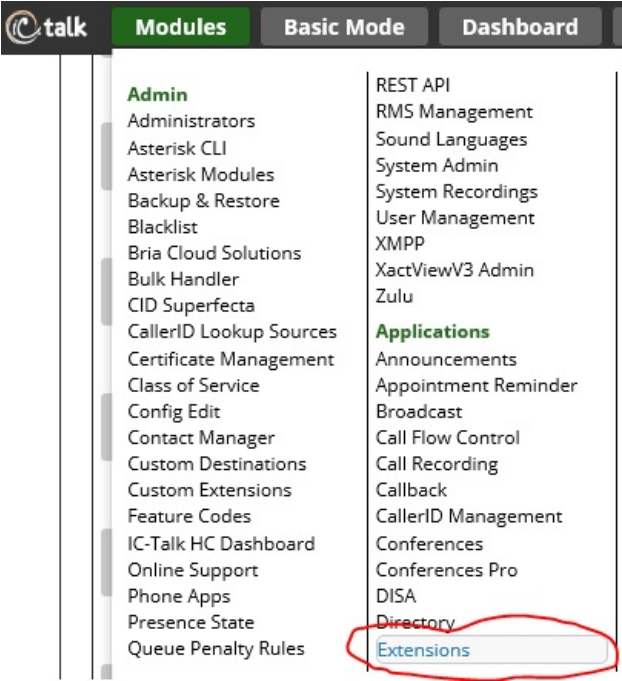 ic talk
Modules
Basic Mode
Dashboard
Admin
Administrators
Asterisk CLI
Asterisk Modules
Backup & Restore
Blacklist
Bria Cloud Solutions
Bulk Handler
CID Superfecta
CallerID Lookup Sources
Certificate Management
Class of Service
Config Edit
Contact Manager
Custom Destinations
Custom Extensions
Feature Codes
IC-Talk HC Dashboard
Online Support
Phone Apps
Presence State
Queue Penalty Rules
REST API
RMS Management
Sound Languages
System Admin
System Recordings
User Management
XMPP
XactViewV3 Admin
Zulu
Applications
Announcements
Appointment Reminder
Broadcast
Call Flow Control
Call Recording
Callback
CallerID Management
Conferences
Conferences Pro
DISA
Directory
Extensions